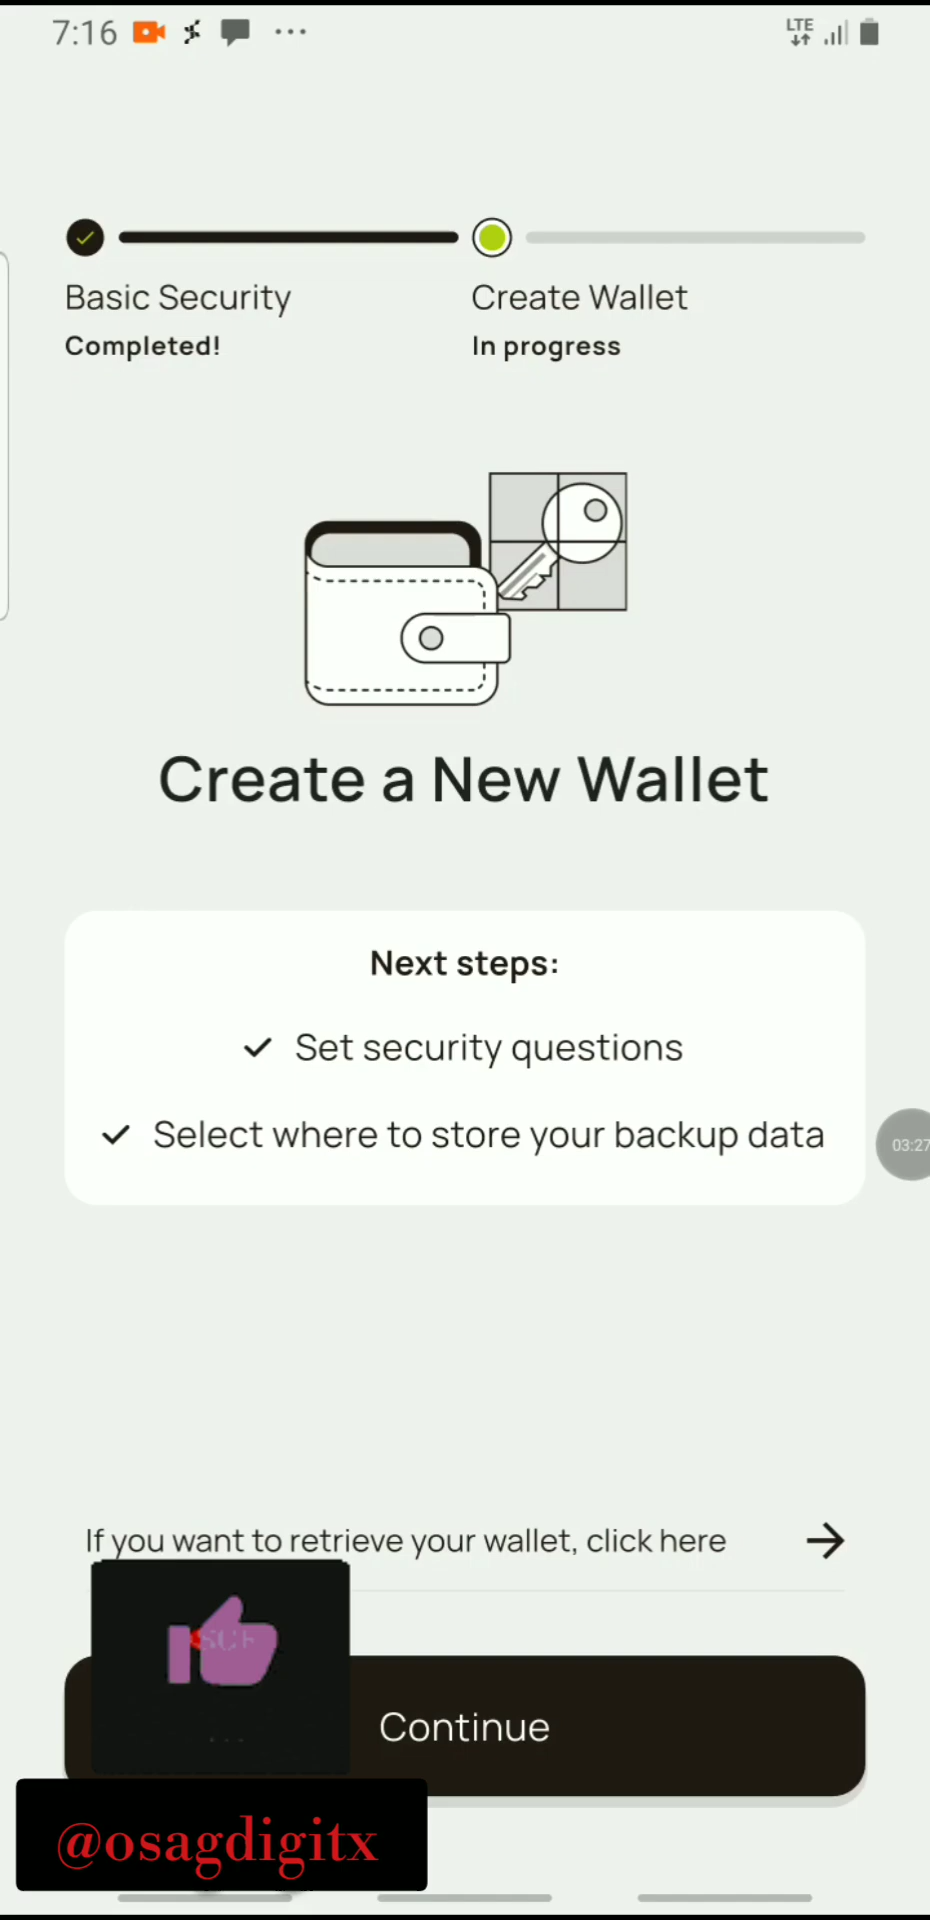 7:16
LTE
Basic Security
Create Wallet
Completed!
In progress
Create a New Wallet
Next steps:
Set security questions
Select where to store your backup data
03:27
If you want to retrieve your wallet, click here
Continue
@osagdigitx